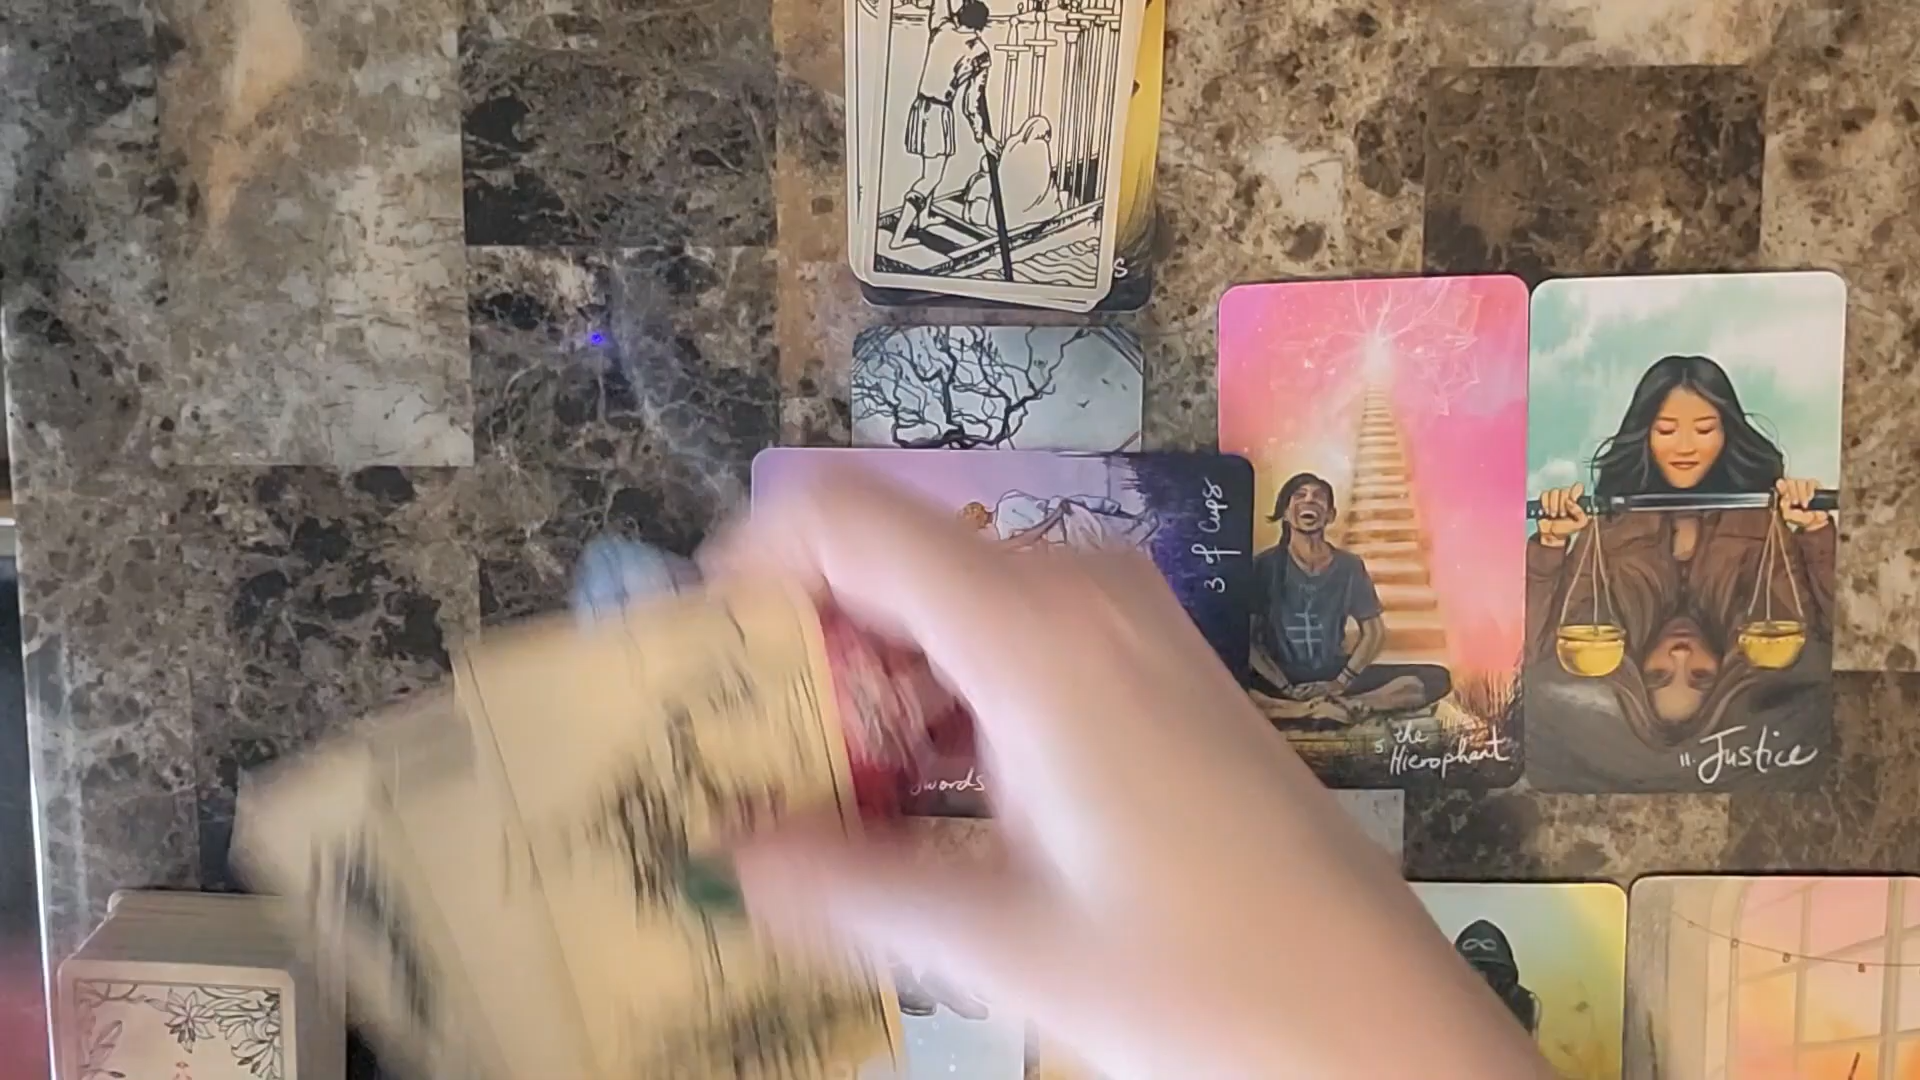 s
3 of Cups
5 the
Hierophant
11. Justice
swords